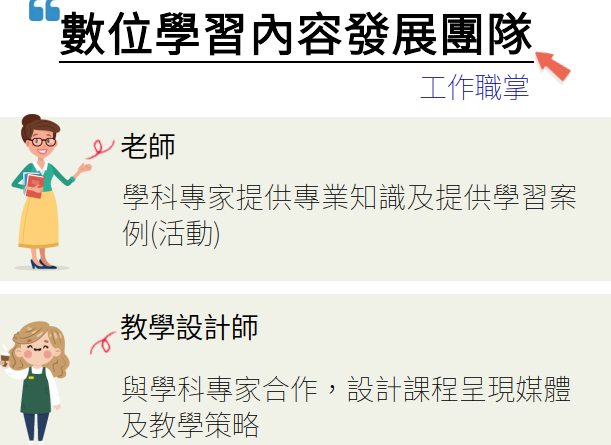 數位學習內容發展團隊
工作職掌
老師
學科專家提供專業知識及提供學習案
例(活動)
教學設計師
與學科專家合作，設計課程呈現媒體
及教學策略